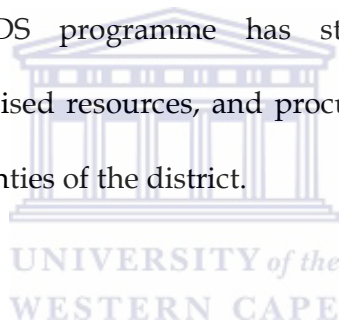 DS programme has st
ised resources, and procu
nties of the district.
UNIVERSITY of the
WESTERN CAPE